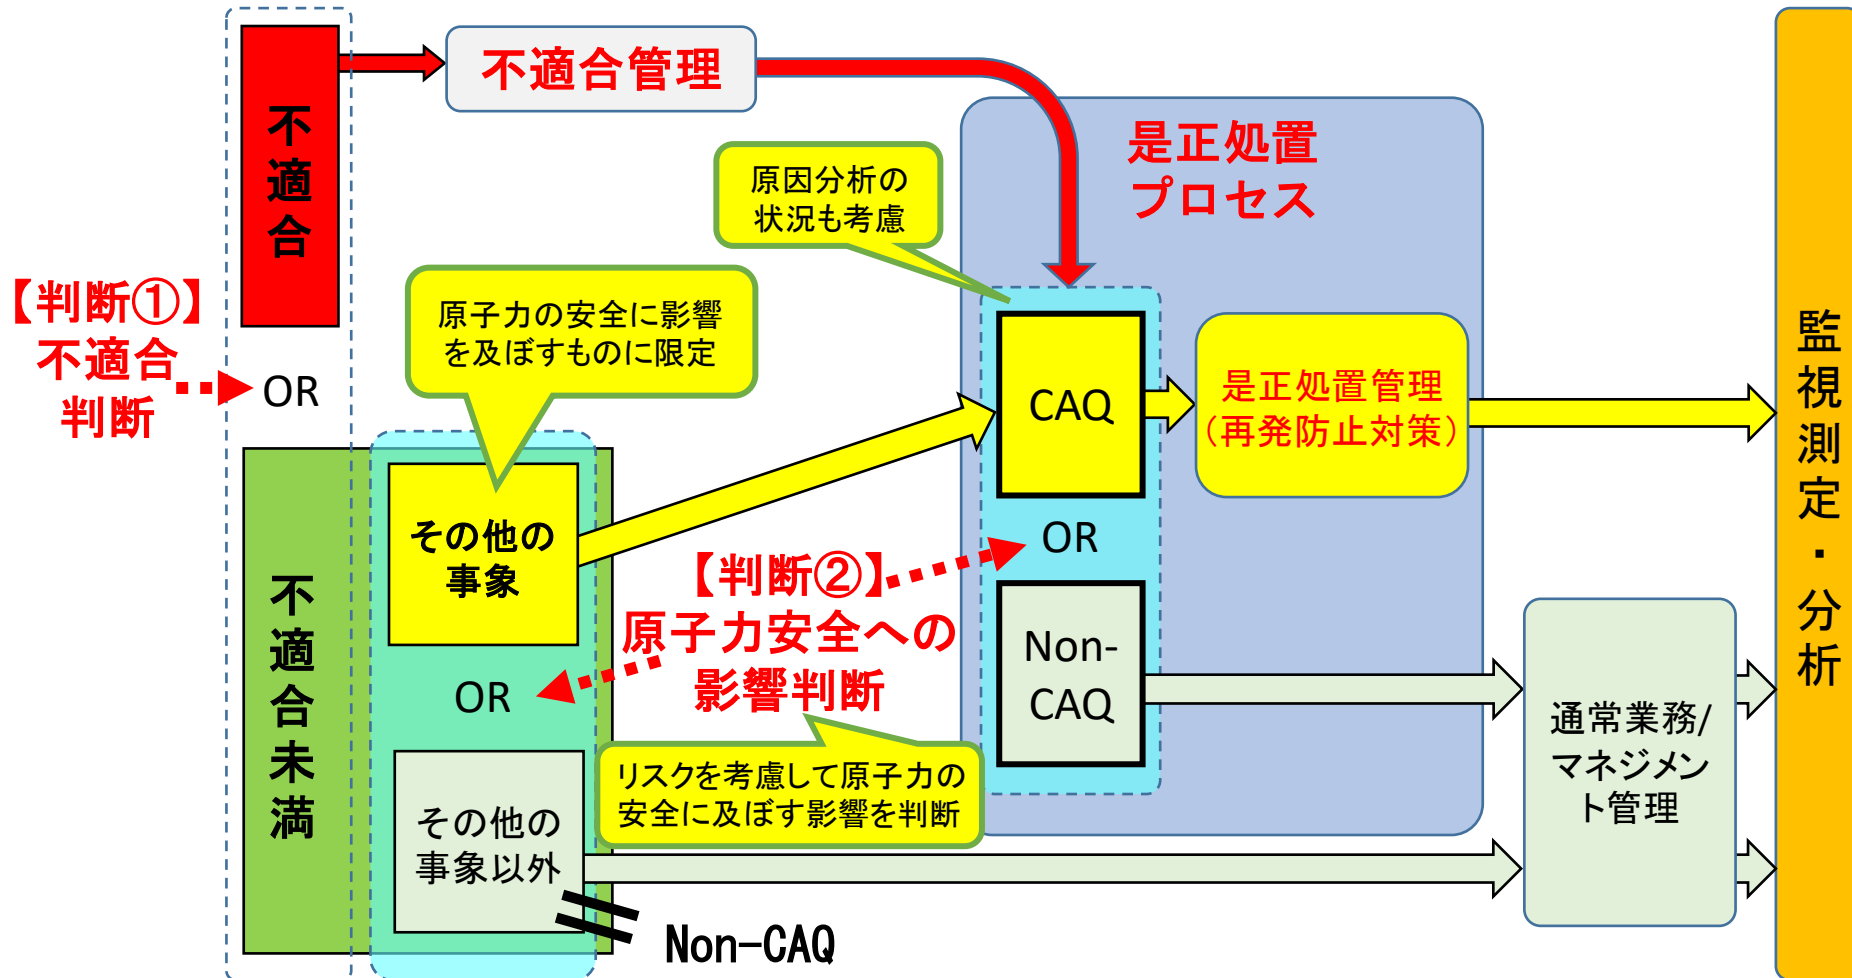 不適合
不適合管理
是正処置
プロセス
原因分析の
状況も考慮
【判断①】
不適合
判断
OR
原子力の安全に影響
を及ぼすものに限定
CAQ
是正処置管理
（再発防止対策）
監視測定・分析
不適合未満
その他の
事象
OR
【判断②】
原子力安全への
影響判断
OR
Non-
CAQ
リスクを考慮して原子力の
安全に及ぼす影響を判断
その他の
事象以外
通常業務/
マネジメン
ト管理
Non-CAQ